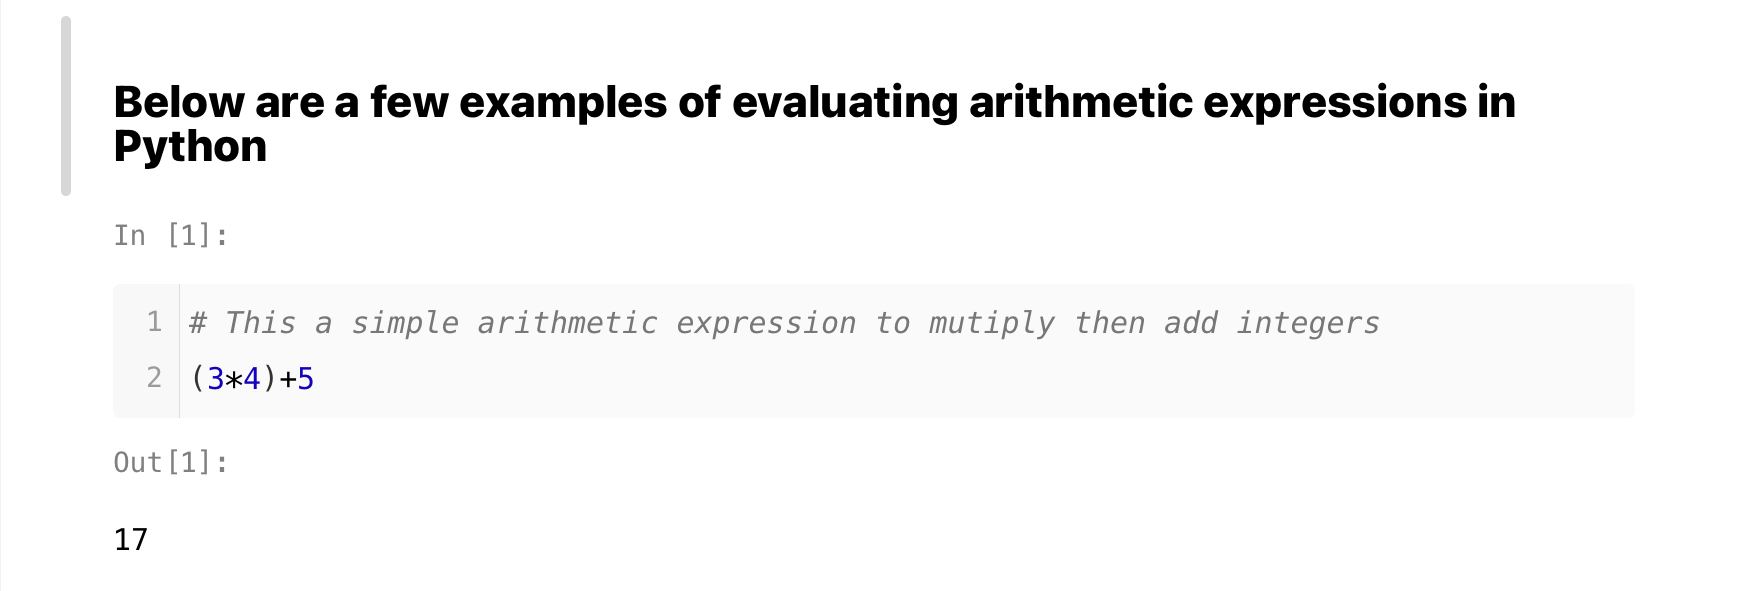 Below are a few examples of evaluating arithmetic expressions in
Python
In [1]:
1 # This a simple arithmetic expression to mutiply then add integers
2 (3*4)+5
Out[1]:
17